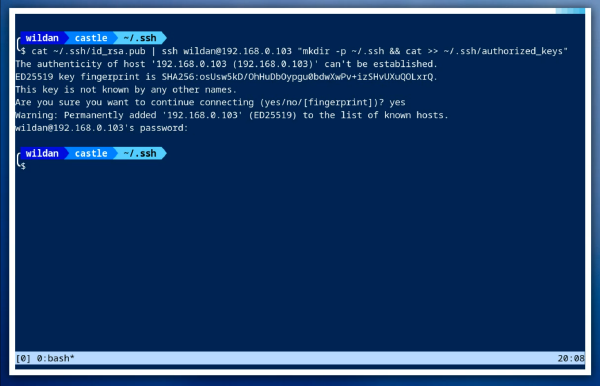 wildan castle ~/.ssh
$ cat ~/.ssh/id_rsa.pub | ssh wildan@192.168.0.103 "mkdir -p ~/.ssh && cat >> ~/.ssh/authorized_keys"
The authenticity of host '192.168.0.103 (192.168.0.103)' can't be established.
ED25519 key fingerprint is SHA256:osUsw5kD/OhHuDbOypgu0bdwXwPv+izSHvUXuQOLxrQ.
This key is not known by any other names.
Are you sure you want to continue connecting (yes/no/[fingerprint])? yes
Warning: Permanently added '192.168.0.103' (ED25519) to the list of known hosts.
wildan@192.168.0.103's password:
wildan castle ~/.ssh
$
[0] 0:bash* 20:08